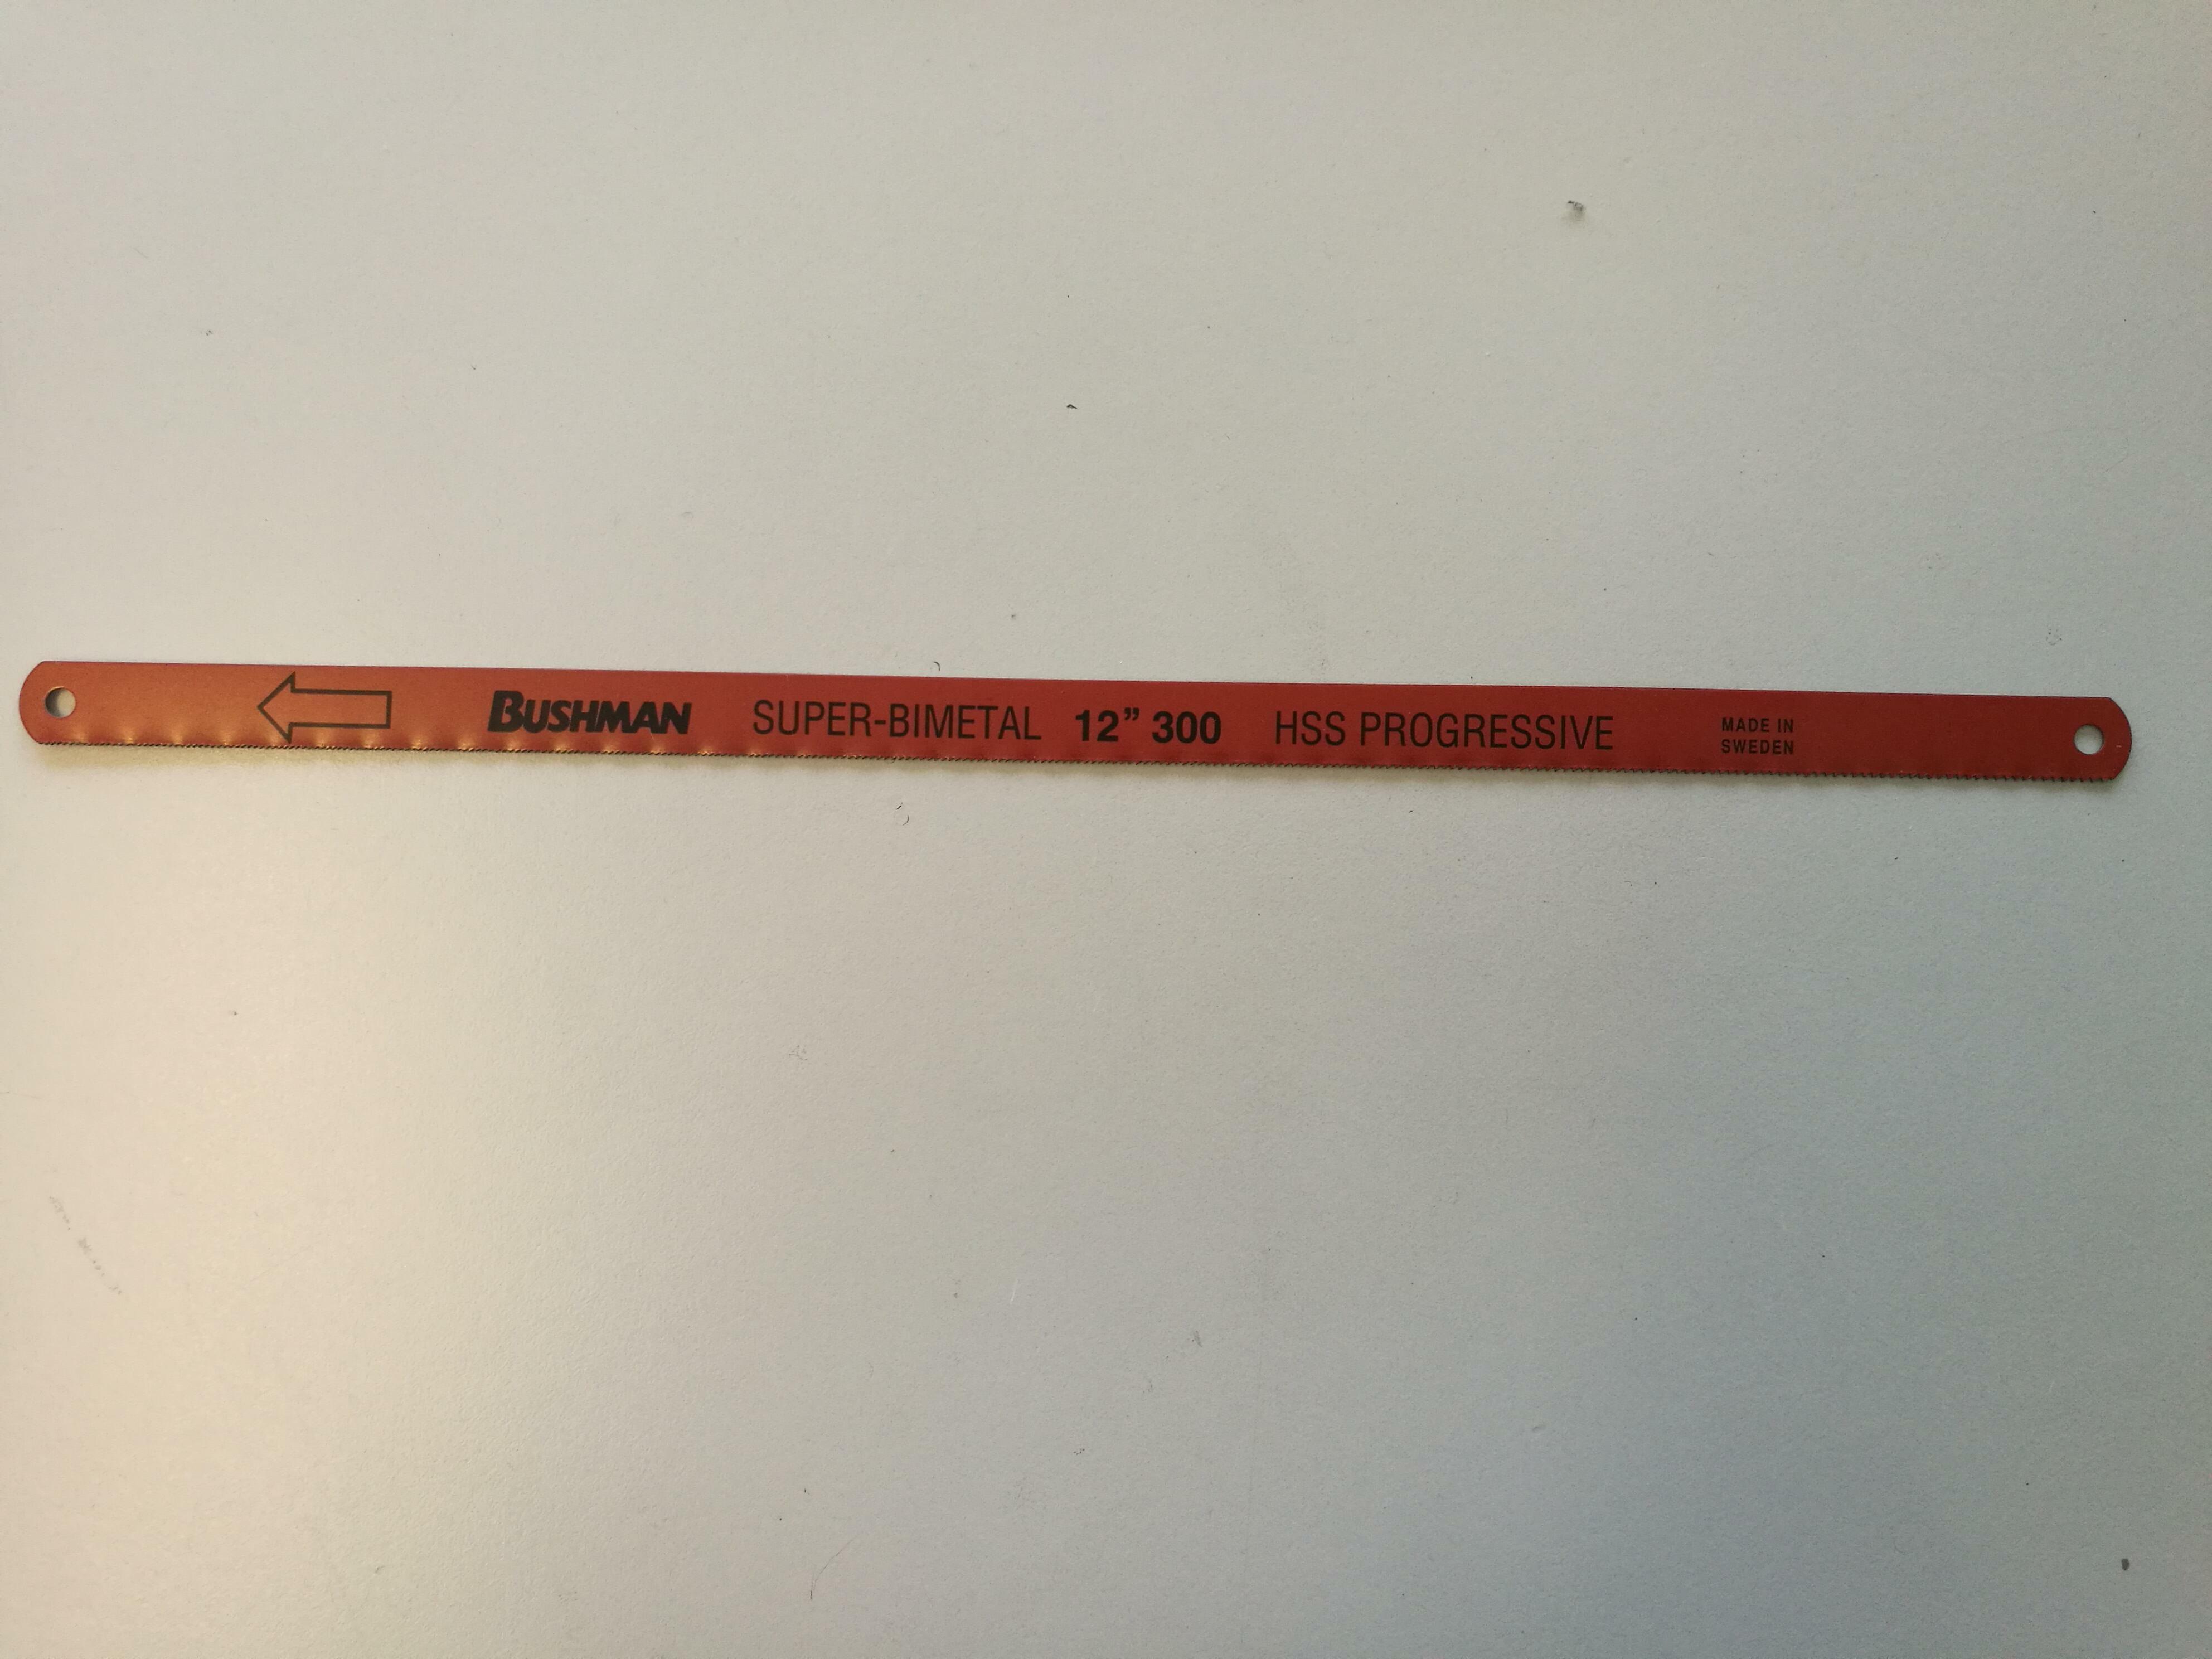 BUSHMAN SUPER-BIMETAL 12” 300 HSS PROGRESSIVE
MADE IN
SWEDEN